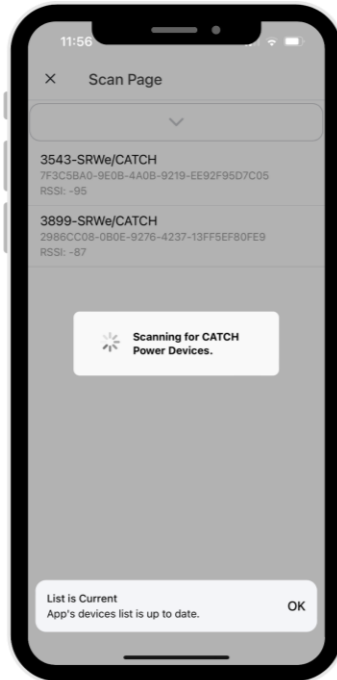 11:56
Scan Page
3543-SRWe/CATCH
7F3C5BA0-9E0B-4A0B-9219-EE92F95D7C05
RSSI: -95
3899-SRWe/CATCH
2986CC08-0B0E-9276-4237-13FF5EF80FE9
RSSI: -87
Scanning for CATCH
Power Devices.
List is Current
App's devices list is up to date.
OK